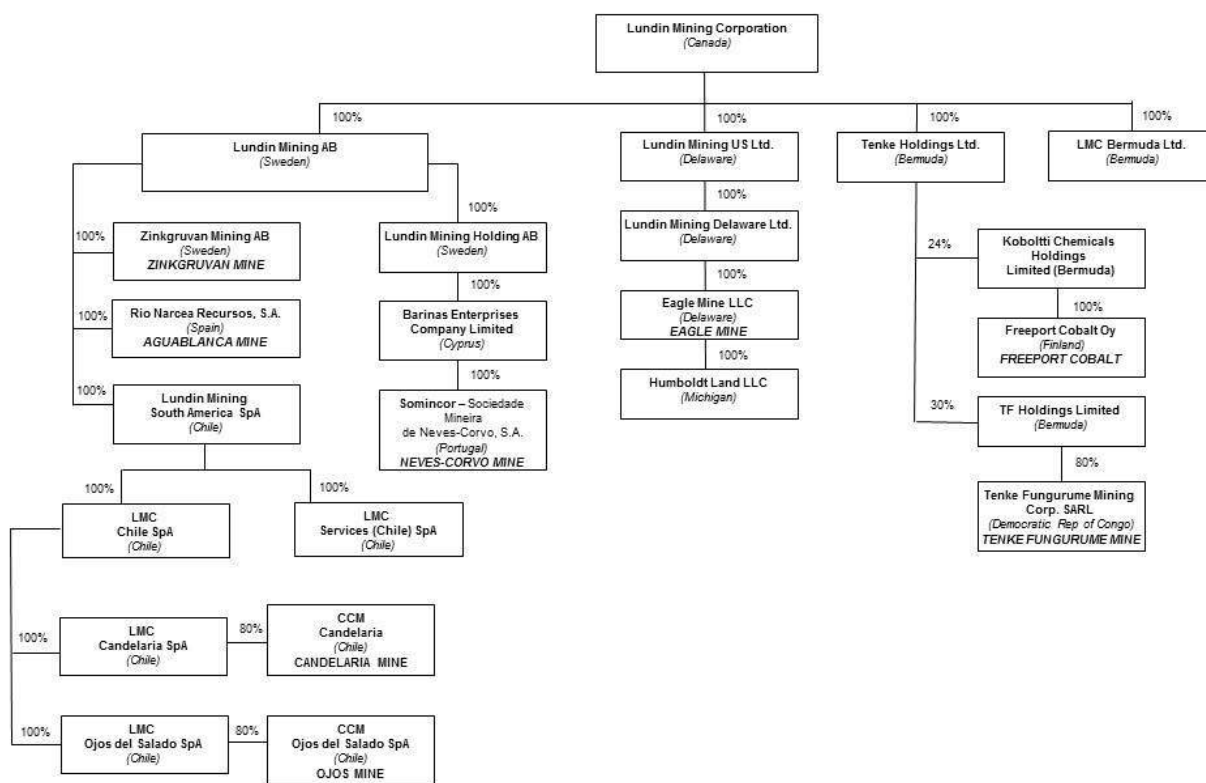 Lundin Mining Corporation
(Canada)
100%
100%
100%
100%
Lundin Mining AB
(Sweden)
Lundin Mining US Ltd.
(Delaware)
Tenke Holdings Ltd.
(Bermuda)
LMC Bermuda Ltd.
(Bermuda)
100%
Zinkgruvan Mining AB
(Sweden)
ZINKGRUVAN MINE
100%
Lundin Mining Holding AB
(Sweden)
100%
Lundin Mining Delaware Ltd.
(Delaware)
24%
Koboltti Chemicals
Holdings
Limited (Bermuda)
100%
Rio Narcea Recursos, S.A.
(Spain)
AGUABLANCA MINE
100%
Barinas Enterprises
Company Limited
(Cyprus)
100%
Eagle Mine LLC
(Delaware)
EAGLE MINE
100%
Freeport Cobalt Oy
(Finland)
FREEPORT COBALT
100%
Lundin Mining
South America SpA
(Chile)
100%
Somincor – Sociedade
Mineira
de Neves-Corvo, S.A.
(Portugal)
NEVES-CORVO MINE
100%
Humboldt Land LLC
(Michigan)
30%
TF Holdings Limited
(Bermuda)
80%
Tenke Fungurume Mining
Corp. SARL
(Democratic Rep of Congo)
TENKE FUNGURUME MINE
100%
100%
LMC
Chile SpA
(Chile)
LMC
Services (Chile) SpA
(Chile)
100%
LMC
Candelaria SpA
(Chile)
80%
CCM
Candelaria
(Chile)
CANDELARIA MINE
100%
LMC
Ojos del Salado SpA
(Chile)
80%
CCM
Ojos del Salado SpA
(Chile)
OJOS MINE